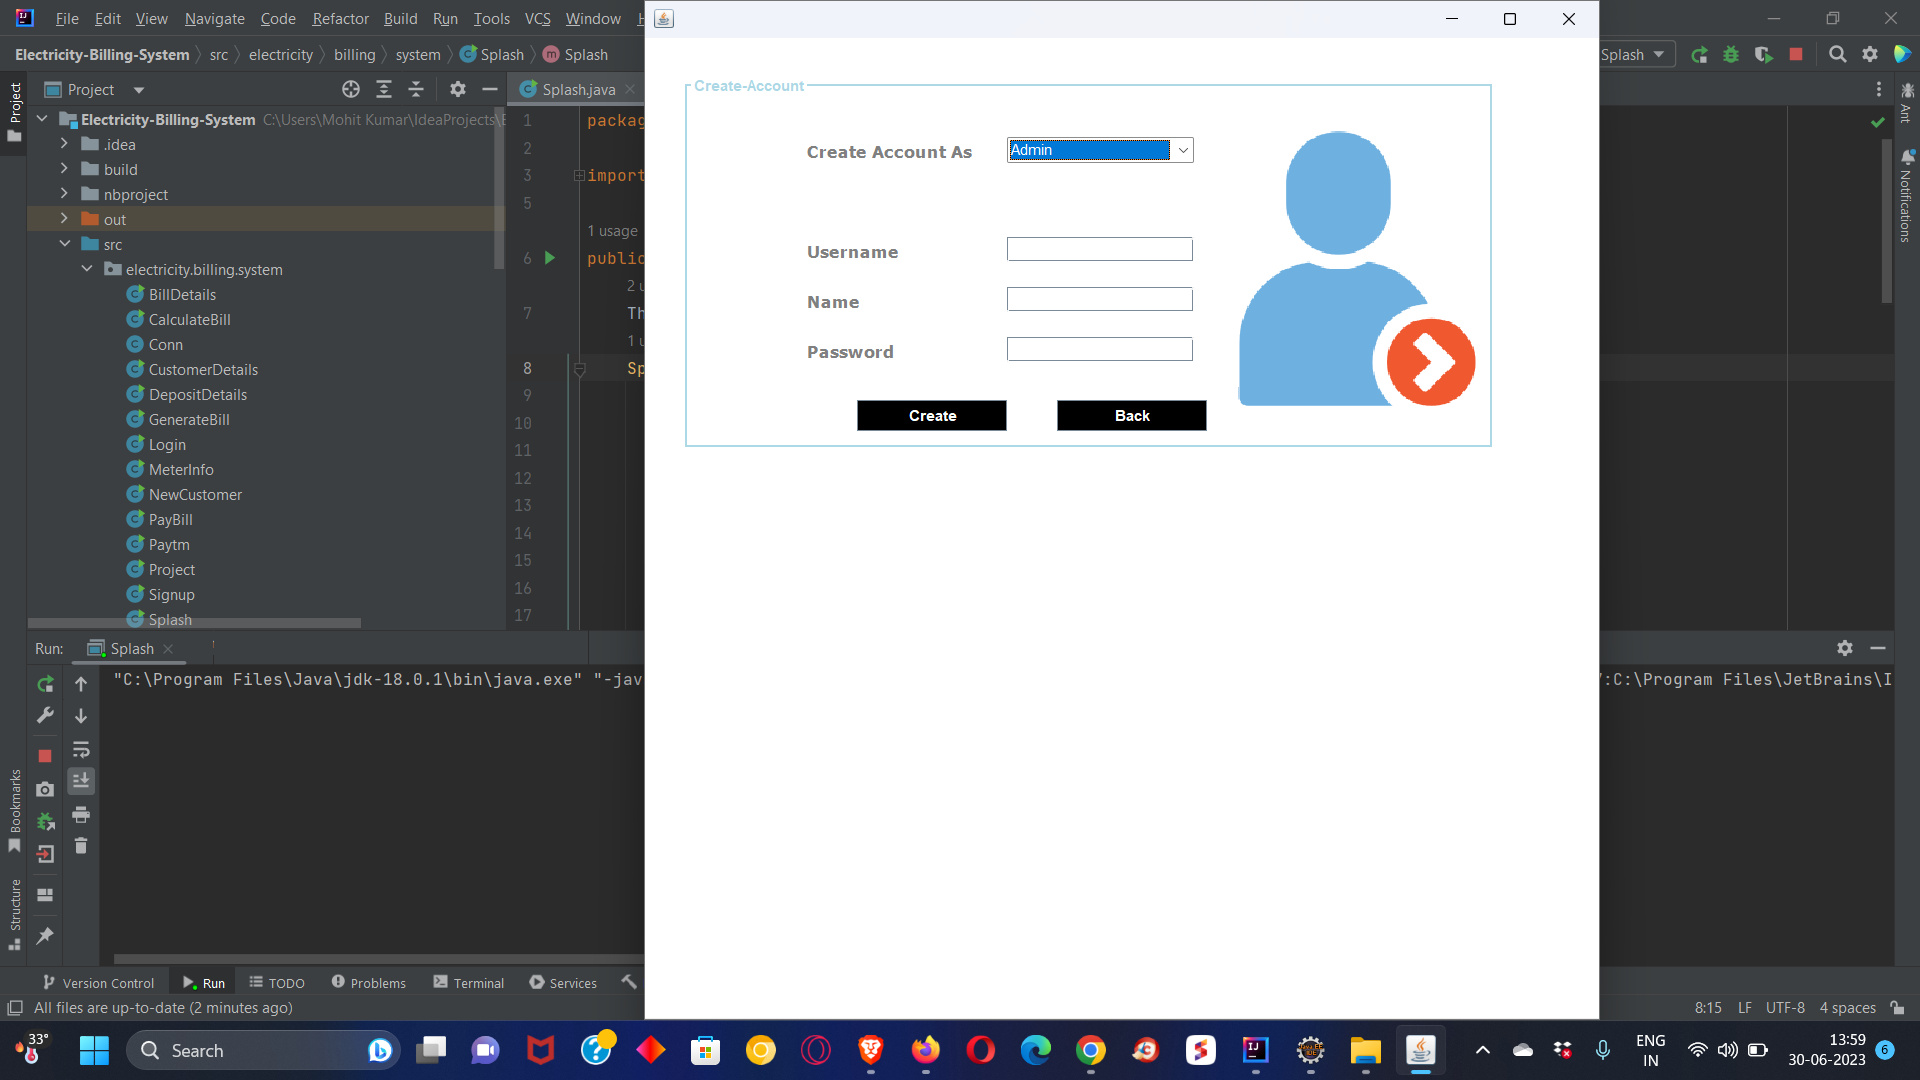 File Edit View Navigate Code Refactor Build Run Tools VCS Window
Electricity-Billing-System src electricity billing system Splash Splash
Splash
Project
Splash.java
Electricity-Billing-System C:\Users\Mohit Kumar\IdeaProjects\E
.idea
build
nbproject
out
src
electricity.billing.system
BillDetails
CalculateBill
Conn
CustomerDetails
DepositDetails
GenerateBill
Login
MeterInfo
NewCustomer
PayBill
Paytm
Project
Signup
Splash
1 packag
2
3 import
5
1 usage
6 public
2 u
7 Th
1 u
8 Sp
9
10
11
12
13
14
15
16
17
Create-Account
Create Account As Admin
Username
Name
Password
Create Back
Project
Bookmarks
Structure
Ant
Notifications
Run: Splash
"C:\Program Files\Java\jdk-18.0.1\bin\java.exe" "-jav
:C:\Program Files\JetBrains\I
Version Control Run TODO Problems Terminal Services
All files are up-to-date (2 minutes ago)
8:15 LF UTF-8 4 spaces
33°
Search
ENG
IN
13:59
30-06-2023
6